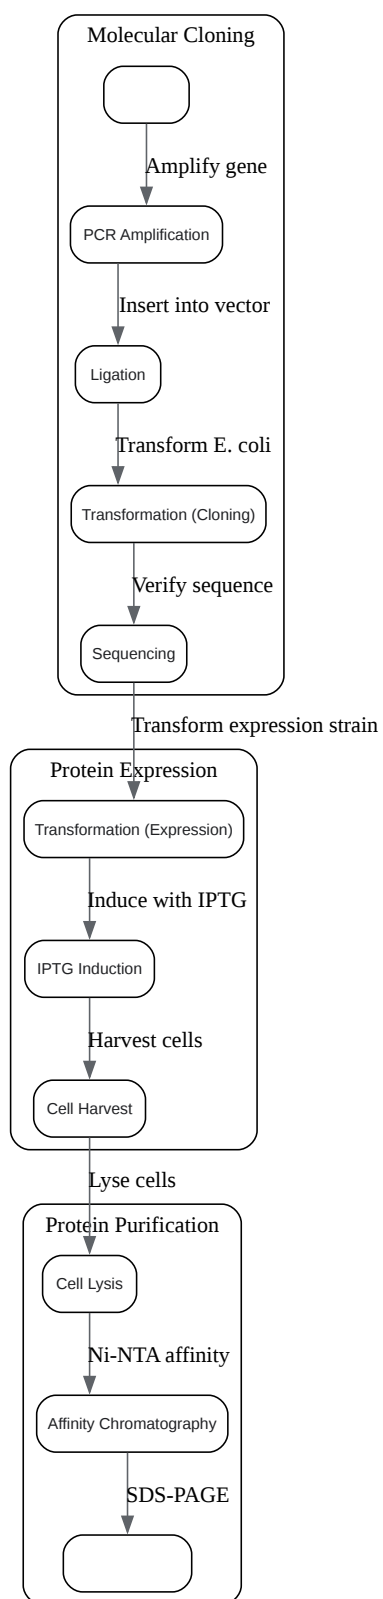 Molecular Cloning
Amplify gene
PCR Amplification
Insert into vector
Ligation
Transform E. coli
Transformation (Cloning)
Verify sequence
Sequencing
Transform expression strain
Protein Expression
Transformation (Expression)
Induce with IPTG
IPTG Induction
Harvest cells
Cell Harvest
Lyse cells
Protein Purification
Cell Lysis
Ni-NTA affinity
Affinity Chromatography
SDS-PAGE